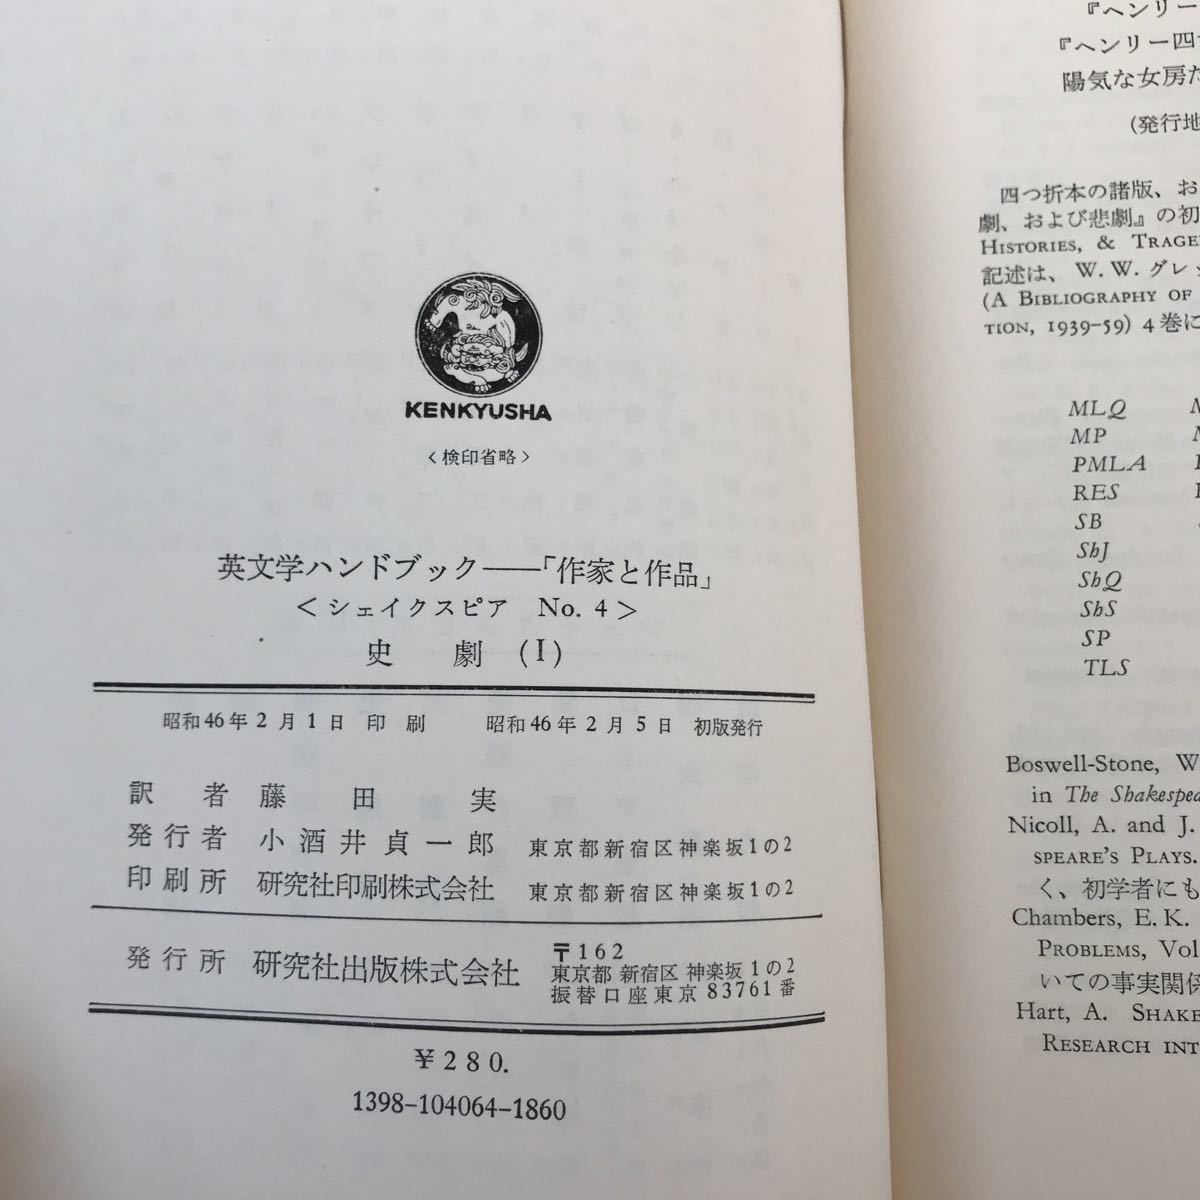 KENKYUSHA
<検印省略>
英文学ハンドブック――「作家と作品」
<シェイクスピア No. 4>
史劇 (I)
昭和46年2月1日 印刷 昭和46年2月5日 初版発行
訳者 藤田実
発行者 小酒井貞一郎 東京都新宿区神楽坂1の2
印刷所 研究社印刷株式会社 東京都新宿区神楽坂1の2
発行所 研究社出版株式会社
〒162
東京都 新宿区 神楽坂 1の2
振替口座東京 83761番
¥280.
1398-104064-1860
『ヘンリー
『ヘンリー四
陽気な女房
(発行地
四つ折本の諸版、お
劇、および悲劇』の初
HISTORIES, & TRAGE
記述は、W. W. グレ
(A BIBLIOGRAPHY OF
TION, 1939-59) 4巻に
MLQ
MP
PMLA
RES
SB
ShJ
ShQ
ShS
SP
TLS
Boswell-Stone, W
in The Shakespea
Nicoll, A. and J.
SPEARE'S PLAYS.
く、初学者にも
Chambers, E. K.
PROBLEMS, Vol
いての事実関係
Hart, A. SHAKE
RESEARCH INT